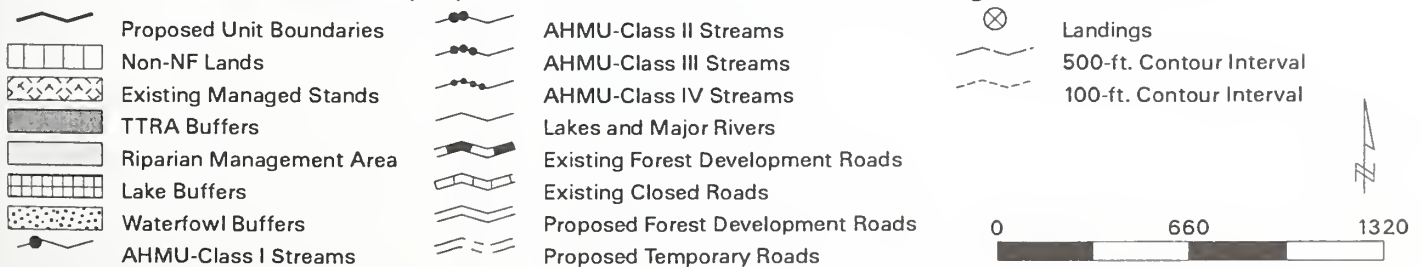 Proposed Unit Boundaries
Non-NF Lands
Existing Managed Stands
TTRA Buffers
Riparian Management Area
Lake Buffers
Waterfowl Buffers
AHMU-Class I Streams
AHMU-Class II Streams
AHMU-Class III Streams
AHMU-Class IV Streams
Lakes and Major Rivers
Existing Forest Development Roads
Existing Closed Roads
Proposed Forest Development Roads
Proposed Temporary Roads
Landings
500-ft. Contour Interval
100-ft. Contour Interval
0 660 1320